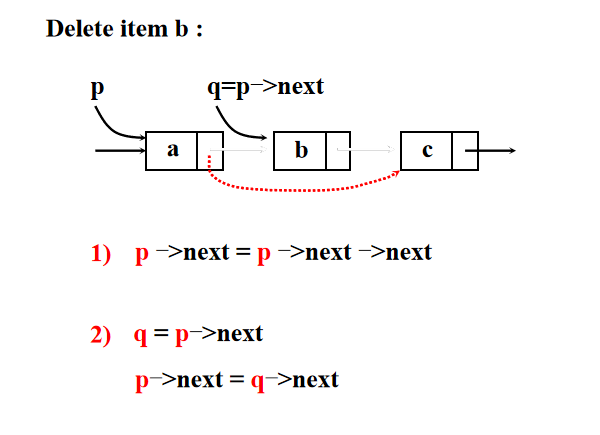 Delete item b :
p q=p–>next
a b c
1) p –>next = p –>next –>next
2) q = p–>next
p–>next = q–>next